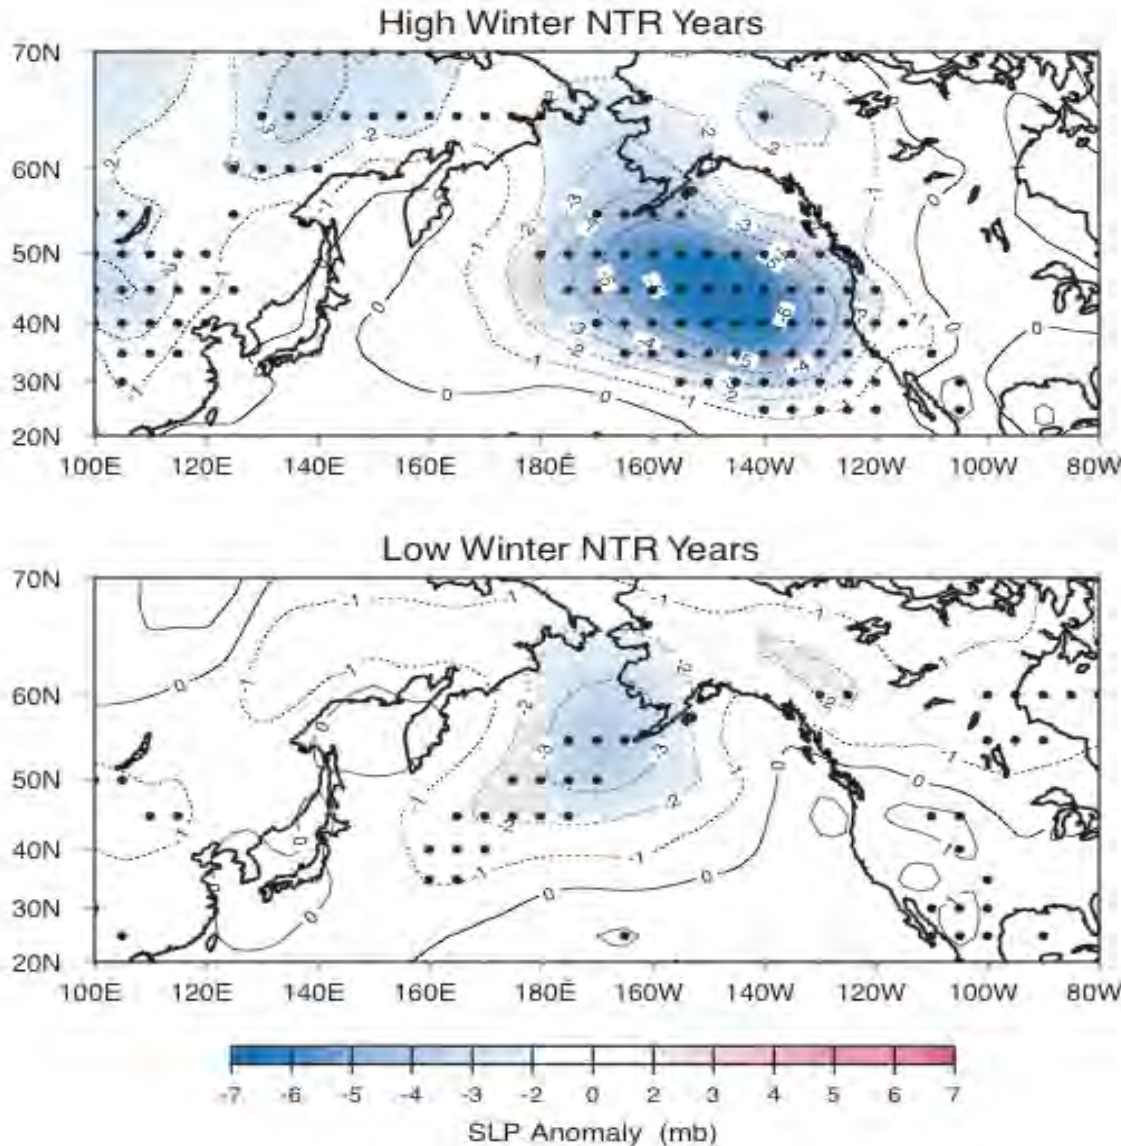 High Winter NTR Years
70N
60N
50N
40N
30N
20N
100E 120E 140E 160E 180E 160W 140W 120W 100W 80W
Low Winter NTR Years
70N
60N
50N
40N
30N
20N
100E 120E 140E 160E 180E 160W 140W 120W 100W 80W
-7 -6 -5 -4 -3 -2 0 2 3 4 5 6 7
SLP Anomaly (mb)